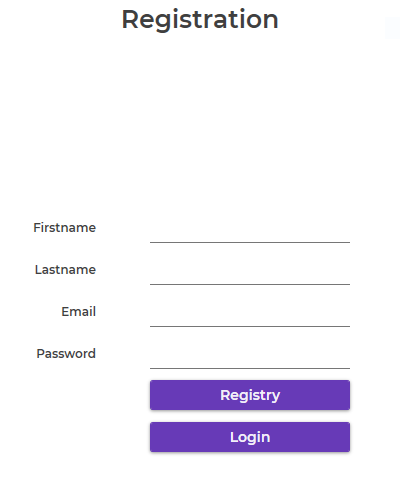 Registration
Firstname
Lastname
Email
Password
Registry
Login